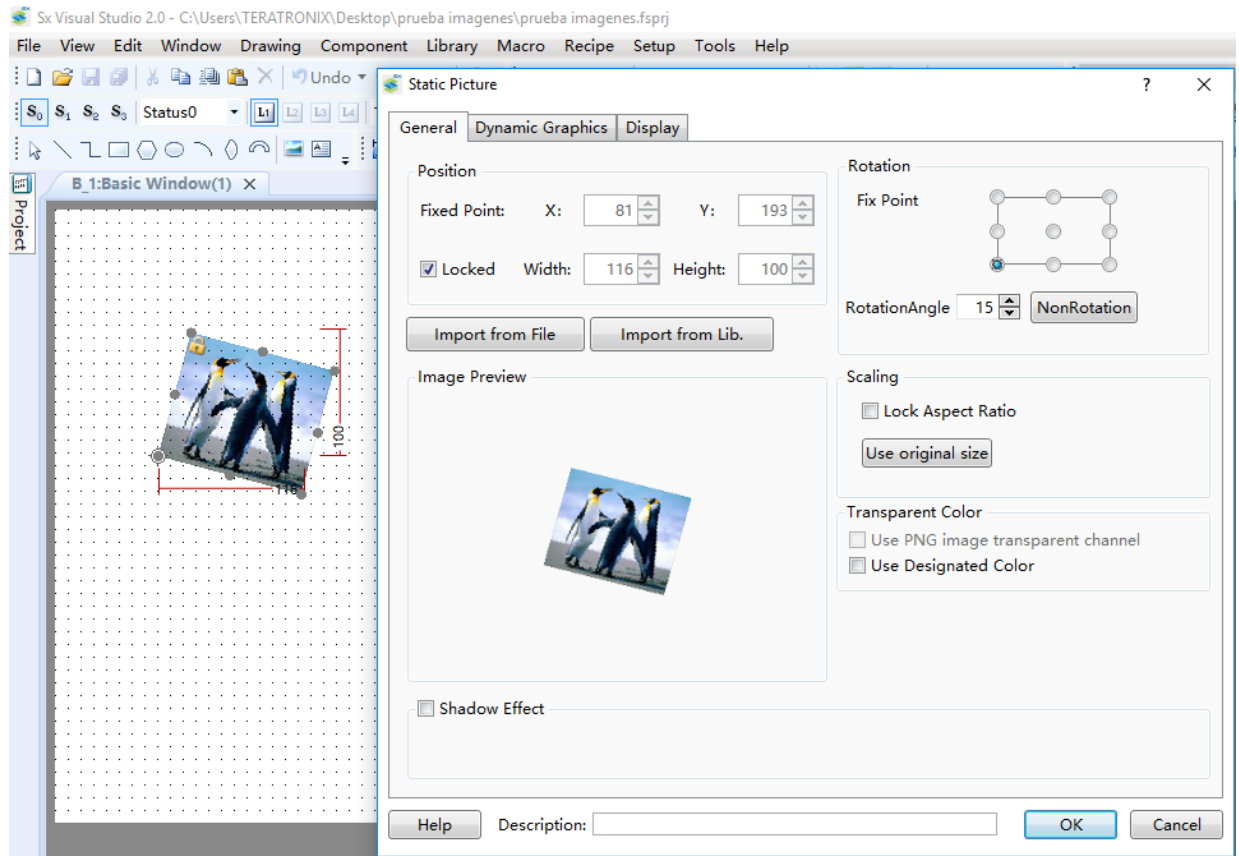 Sx Visual Studio 2.0 - C:\Users\TERATRONIX\Desktop\prueba imagenes\prueba imagenes.fsprj
File View Edit Window Drawing Component Library Macro Recipe Setup Tools Help
Undo
S0 S1 S2 S3 Status0 L1 L2 L3 L4
B_1:Basic Window(1)
Project
100
116
Static Picture
General Dynamic Graphics Display
Position
Fixed Point: X: 81 Y: 193
Locked Width: 116 Height: 100
Import from File Import from Lib.
Image Preview
Rotation
Fix Point
RotationAngle 15 NonRotation
Scaling
Lock Aspect Ratio
Use original size
Transparent Color
Use PNG image transparent channel
Use Designated Color
Shadow Effect
Help Description: OK Cancel